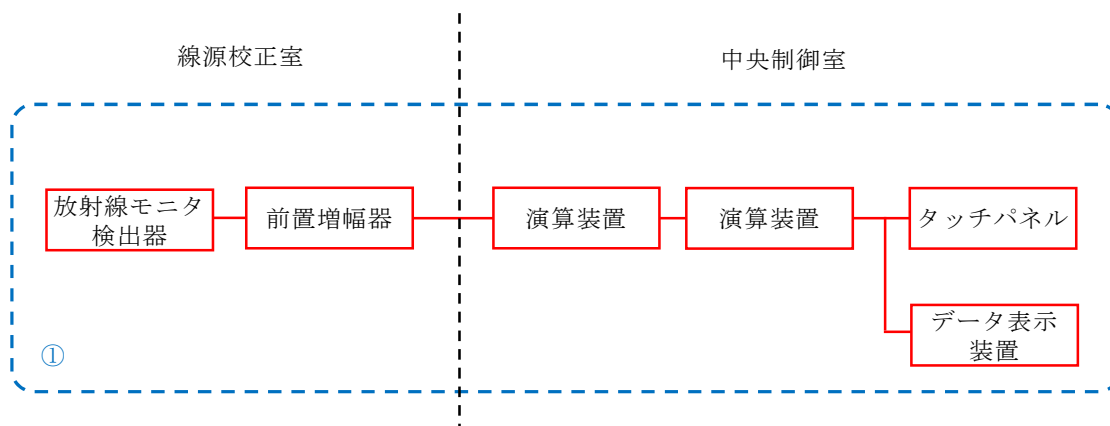 線源校正室
中央制御室
放射線モニタ
検出器
前置増幅器
演算装置
演算装置
タッチパネル
データ表示
装置
①